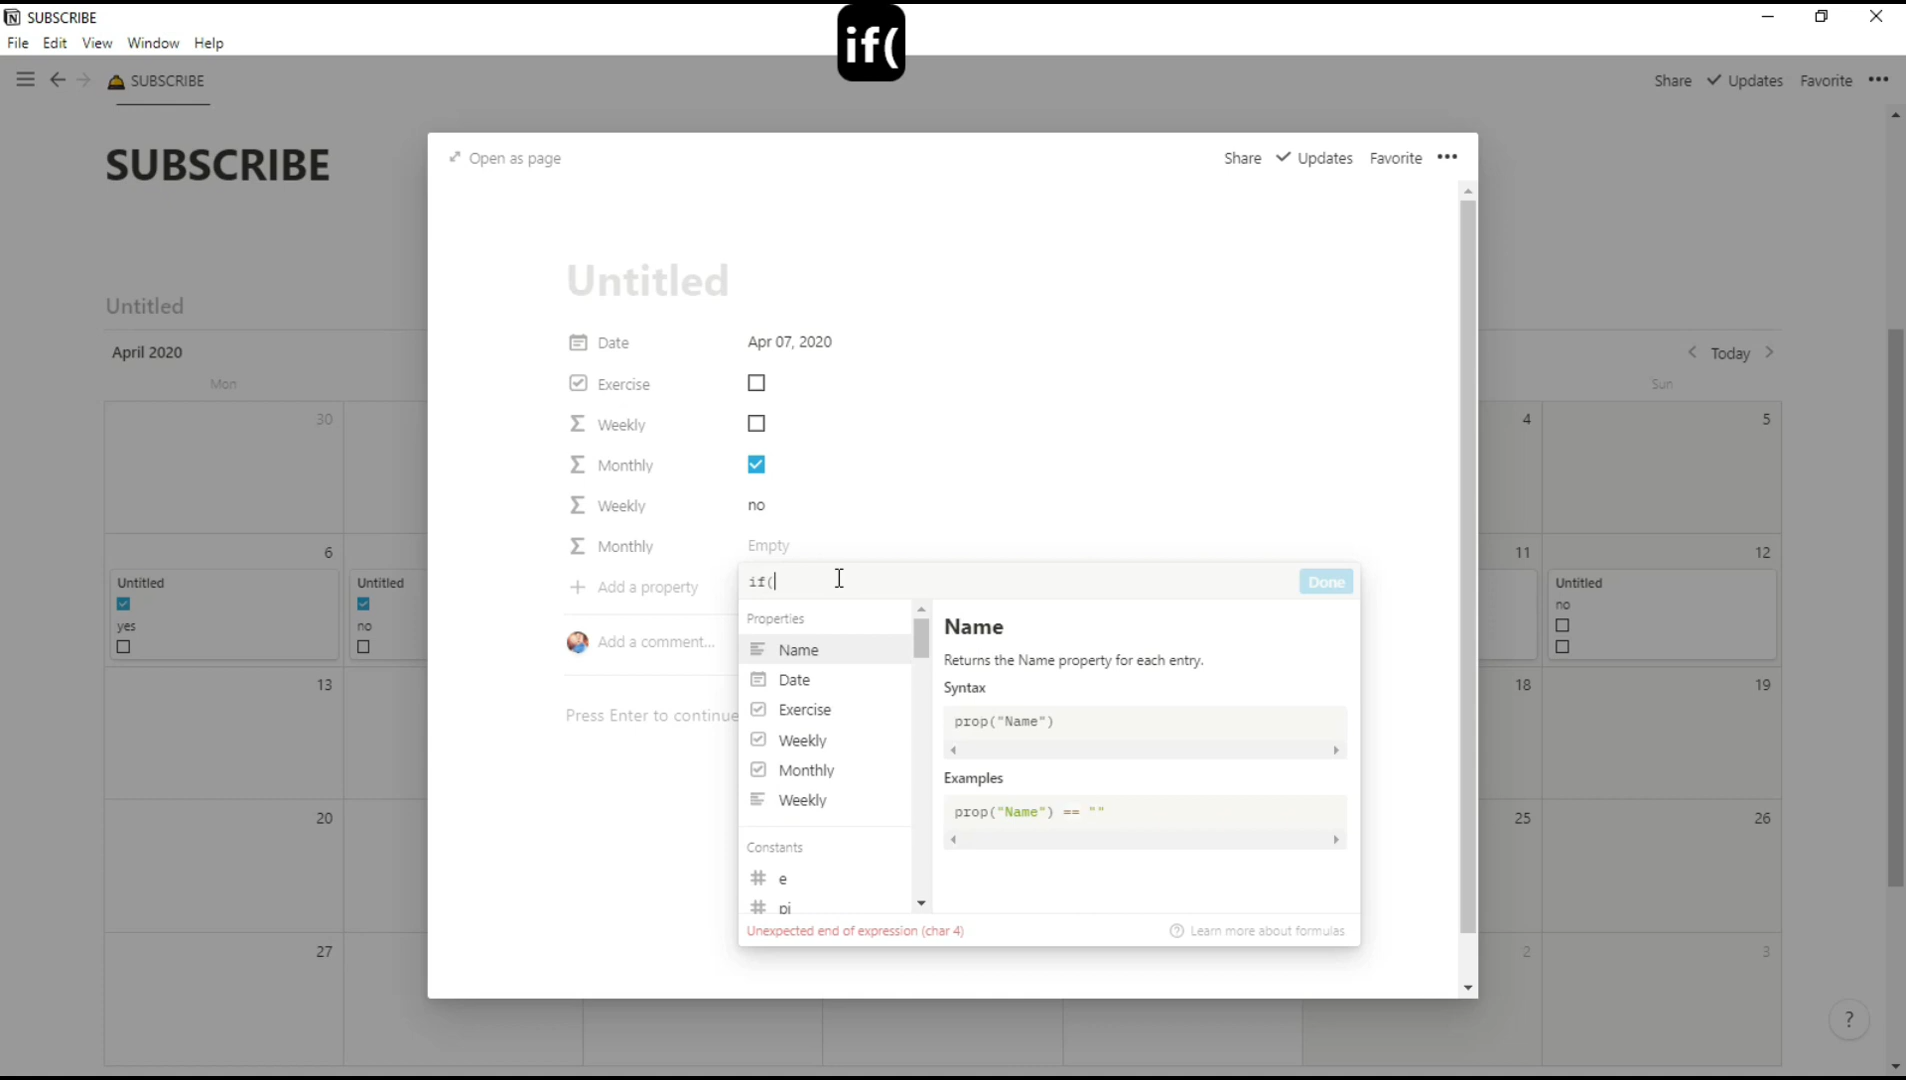 SUBSCRIBE
if(
File Edit View Window Help
SUBSCRIBE
Share Updates Favorite
SUBSCRIBE
Open as page
Share Updates Favorite
Untitled
Untitled
Date Apr 07, 2020
April 2020
Today
Exercise
Mon
Sun
Weekly
30
4
5
Monthly
Weekly no
Monthly Empty
6
11
12
if(
Done
Untitled
yes
Untitled
no
Untitled
no
Add a property
Add a comment...
Press Enter to continue
Properties
Name
Date
Exercise
Weekly
Monthly
Weekly
Constants
e
pi
Name
Returns the Name property for each entry.
Syntax
prop("Name")
Examples
prop("Name") == ""
Unexpected end of expression (char 4)
Learn more about formulas
13
18
19
20
25
26
27
2
3
?